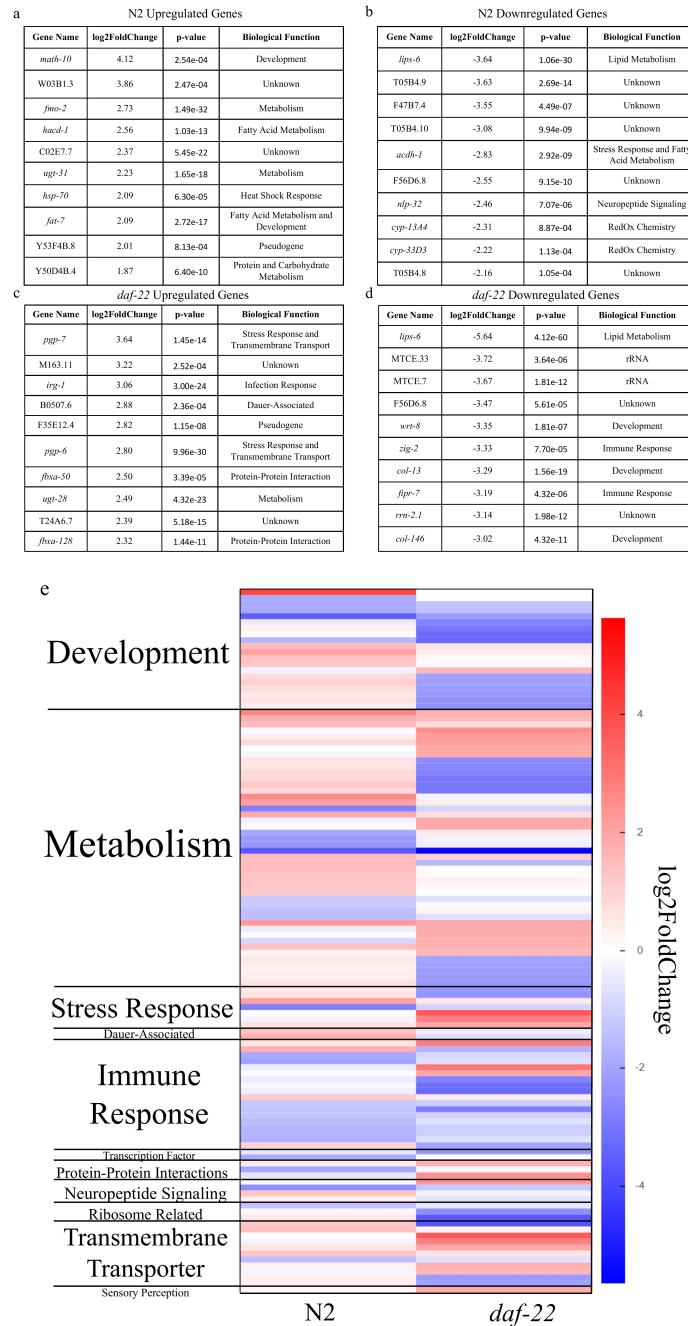 a
N2 Upregulated Genes
Gene Name log2FoldChange p-value Biological Function
math-10 4.12 2.54e-04 Development
W03B1.3 3.86 2.47e-04 Unknown
fmo-2 2.73 1.49e-32 Metabolism
hacd-1 2.56 1.03e-13 Fatty Acid Metabolism
C02E7.7 2.37 5.45e-22 Unknown
ugt-31 2.23 1.65e-18 Metabolism
hsp-70 2.09 6.30e-05 Heat Shock Response
fat-7 2.09 2.72e-17 Fatty Acid Metabolism and
Development
Y53F4B.8 2.01 8.13e-04 Pseudogene
Y50D4B.4 1.87 6.40e-10 Protein and Carbohydrate
Metabolism
b
N2 Downregulated Genes
Gene Name log2FoldChange p-value Biological Function
lips-6 -3.64 1.06e-30 Lipid Metabolism
T05B4.9 -3.63 2.69e-14 Unknown
F47B7.4 -3.55 4.49e-07 Unknown
T05B4.10 -3.08 9.94e-09 Unknown
acdh-1 -2.83 2.92e-09 Stress Response and Fatty
Acid Metabolism
F56D6.8 -2.55 9.15e-10 Unknown
nlp-32 -2.46 7.07e-06 Neuropeptide Signaling
cyp-13A4 -2.31 8.87e-04 RedOx Chemistry
cyp-33D3 -2.22 1.13e-04 RedOx Chemistry
T05B4.8 -2.16 1.05e-04 Unknown
c
daf-22 Upregulated Genes
Gene Name log2FoldChange p-value Biological Function
pgp-7 3.64 1.45e-14 Stress Response and
Transmembrane Transport
M163.11 3.22 2.52e-04 Unknown
irg-1 3.06 3.00e-24 Infection Response
B0507.6 2.88 2.36e-04 Dauer-Associated
F35E12.4 2.82 1.15e-08 Pseudogene
pgp-6 2.80 9.96e-30 Stress Response and
Transmembrane Transport
fbxa-50 2.50 3.39e-05 Protein-Protein Interaction
ugt-28 2.49 4.32e-23 Metabolism
T24A6.7 2.39 5.18e-15 Unknown
fbxa-128 2.32 1.44e-11 Protein-Protein Interaction
d
daf-22 Downregulated Genes
Gene Name log2FoldChange p-value Biological Function
lips-6 -5.64 4.12e-60 Lipid Metabolism
MTCE.33 -3.72 3.64e-06 rRNA
MTCE.7 -3.67 1.81e-12 rRNA
F56D6.8 -3.47 5.61e-05 Unknown
wrt-8 -3.35 1.81e-07 Development
zig-2 -3.33 7.70e-05 Immune Response
col-13 -3.29 1.56e-19 Development
fipr-7 -3.19 4.32e-06 Immune Response
rrn-2.1 -3.14 1.98e-12 Unknown
col-146 -3.02 4.32e-11 Development
e
Development
Metabolism
Stress Response
Dauer-Associated
Immune
Response
Transcription Factor
Protein-Protein Interactions
Neuropeptide Signaling
Ribosome Related
Transmembrane
Transporter
Sensory Perception
N2 daf-22
4
2
0
-2
-4
log2FoldChange